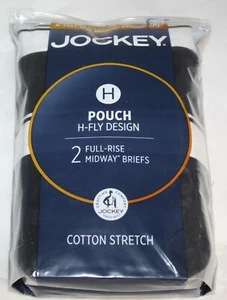 JOCKEY®
H
POUCH
H-FLY DESIGN
2 FULL-RISE
MIDWAY® BRIEFS
JOCKEY
COTTON STRETCH